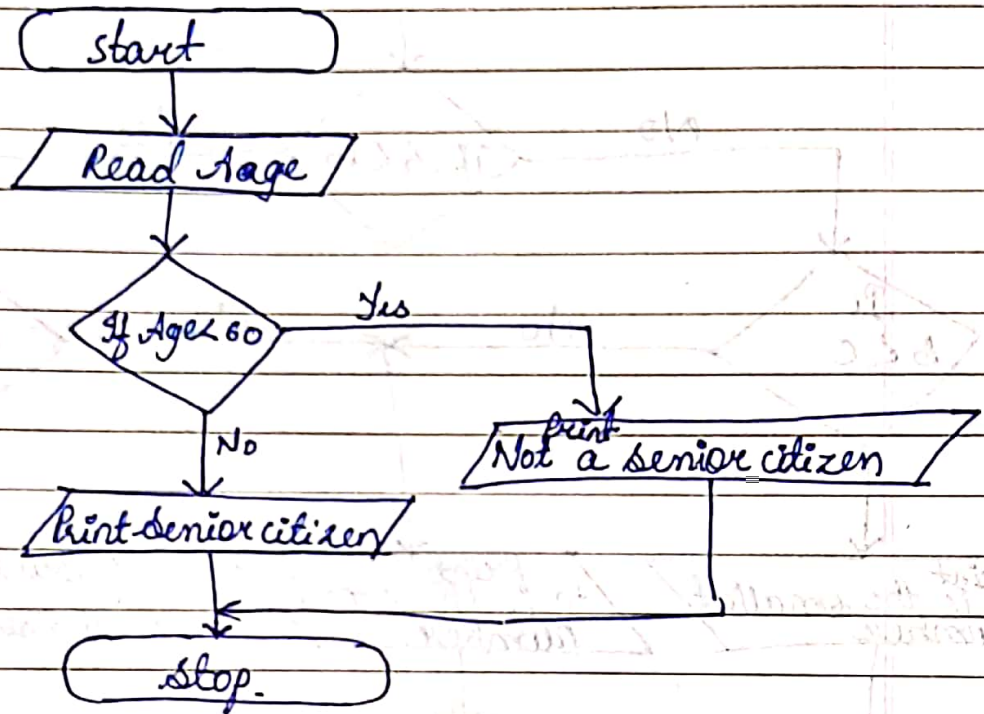 start
Read Aage
If Age<60
Yes
No
print
Not a senior citizen
Print senior citizen
stop.